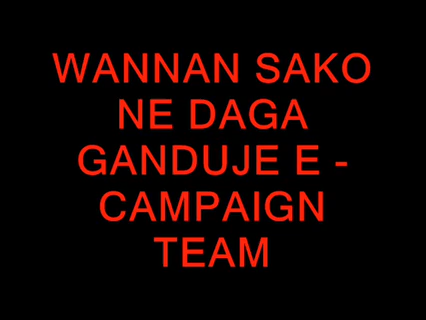 WANNAN SAKO
NE DAGA
GANDUJE E -
CAMPAIGN
TEAM